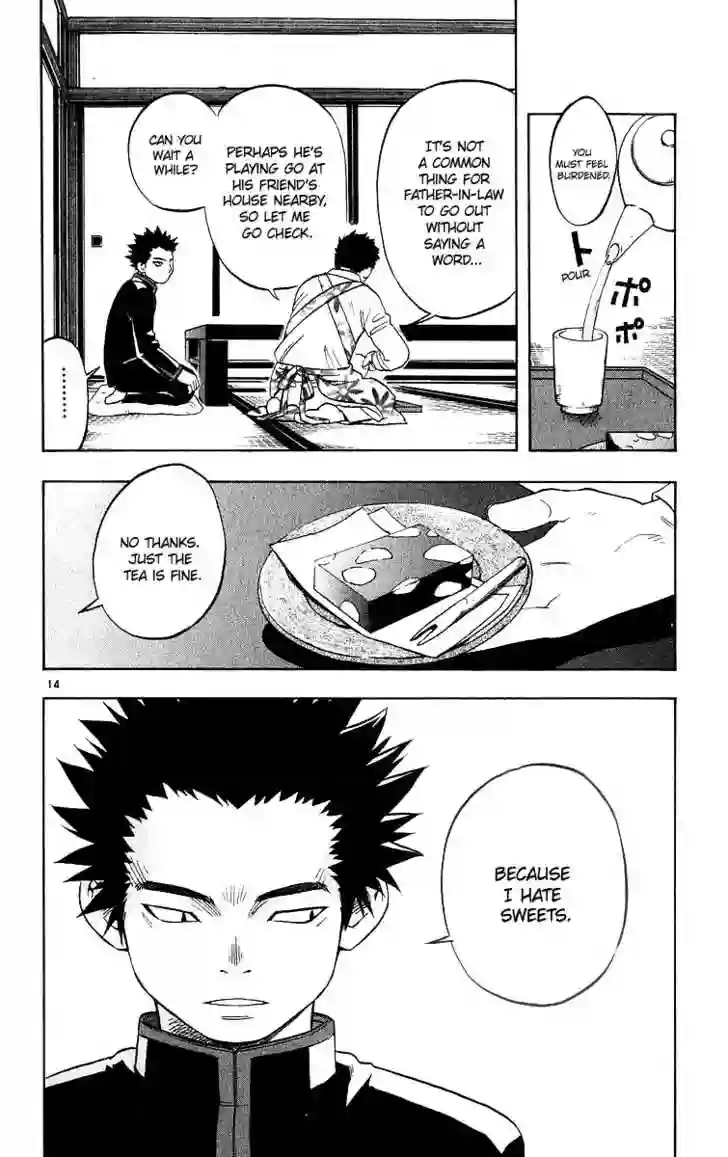 YOU
MUST FEEL
BURDENED.
ト
POUR
ポ
ポ
IT'S NOT
A COMMON
THING FOR
FATHER-IN-LAW
TO GO OUT
WITHOUT
SAYING A
WORD...
PERHAPS HE'S
PLAYING GO AT
HIS FRIEND'S
HOUSE NEARBY,
SO LET ME
GO CHECK.
CAN YOU
WAIT A
WHILE?
........
NO THANKS.
JUST THE
TEA IS FINE.
14
BECAUSE
I HATE
SWEETS.